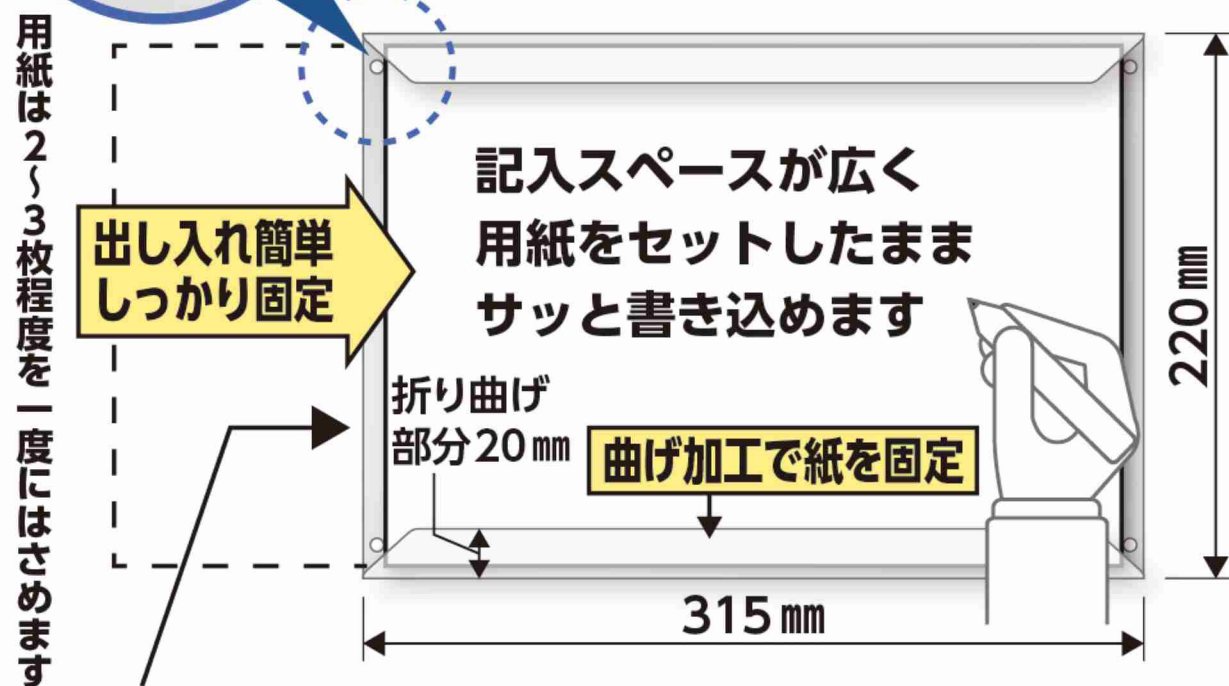 用紙は2～3枚程度を一度にはさめます
出し入れ簡単
しっかり固定
記入スペースが広く
用紙をセットしたまま
サッと書き込めます
折り曲げ
部分20㎜
曲げ加工で紙を固定
220㎜
315㎜